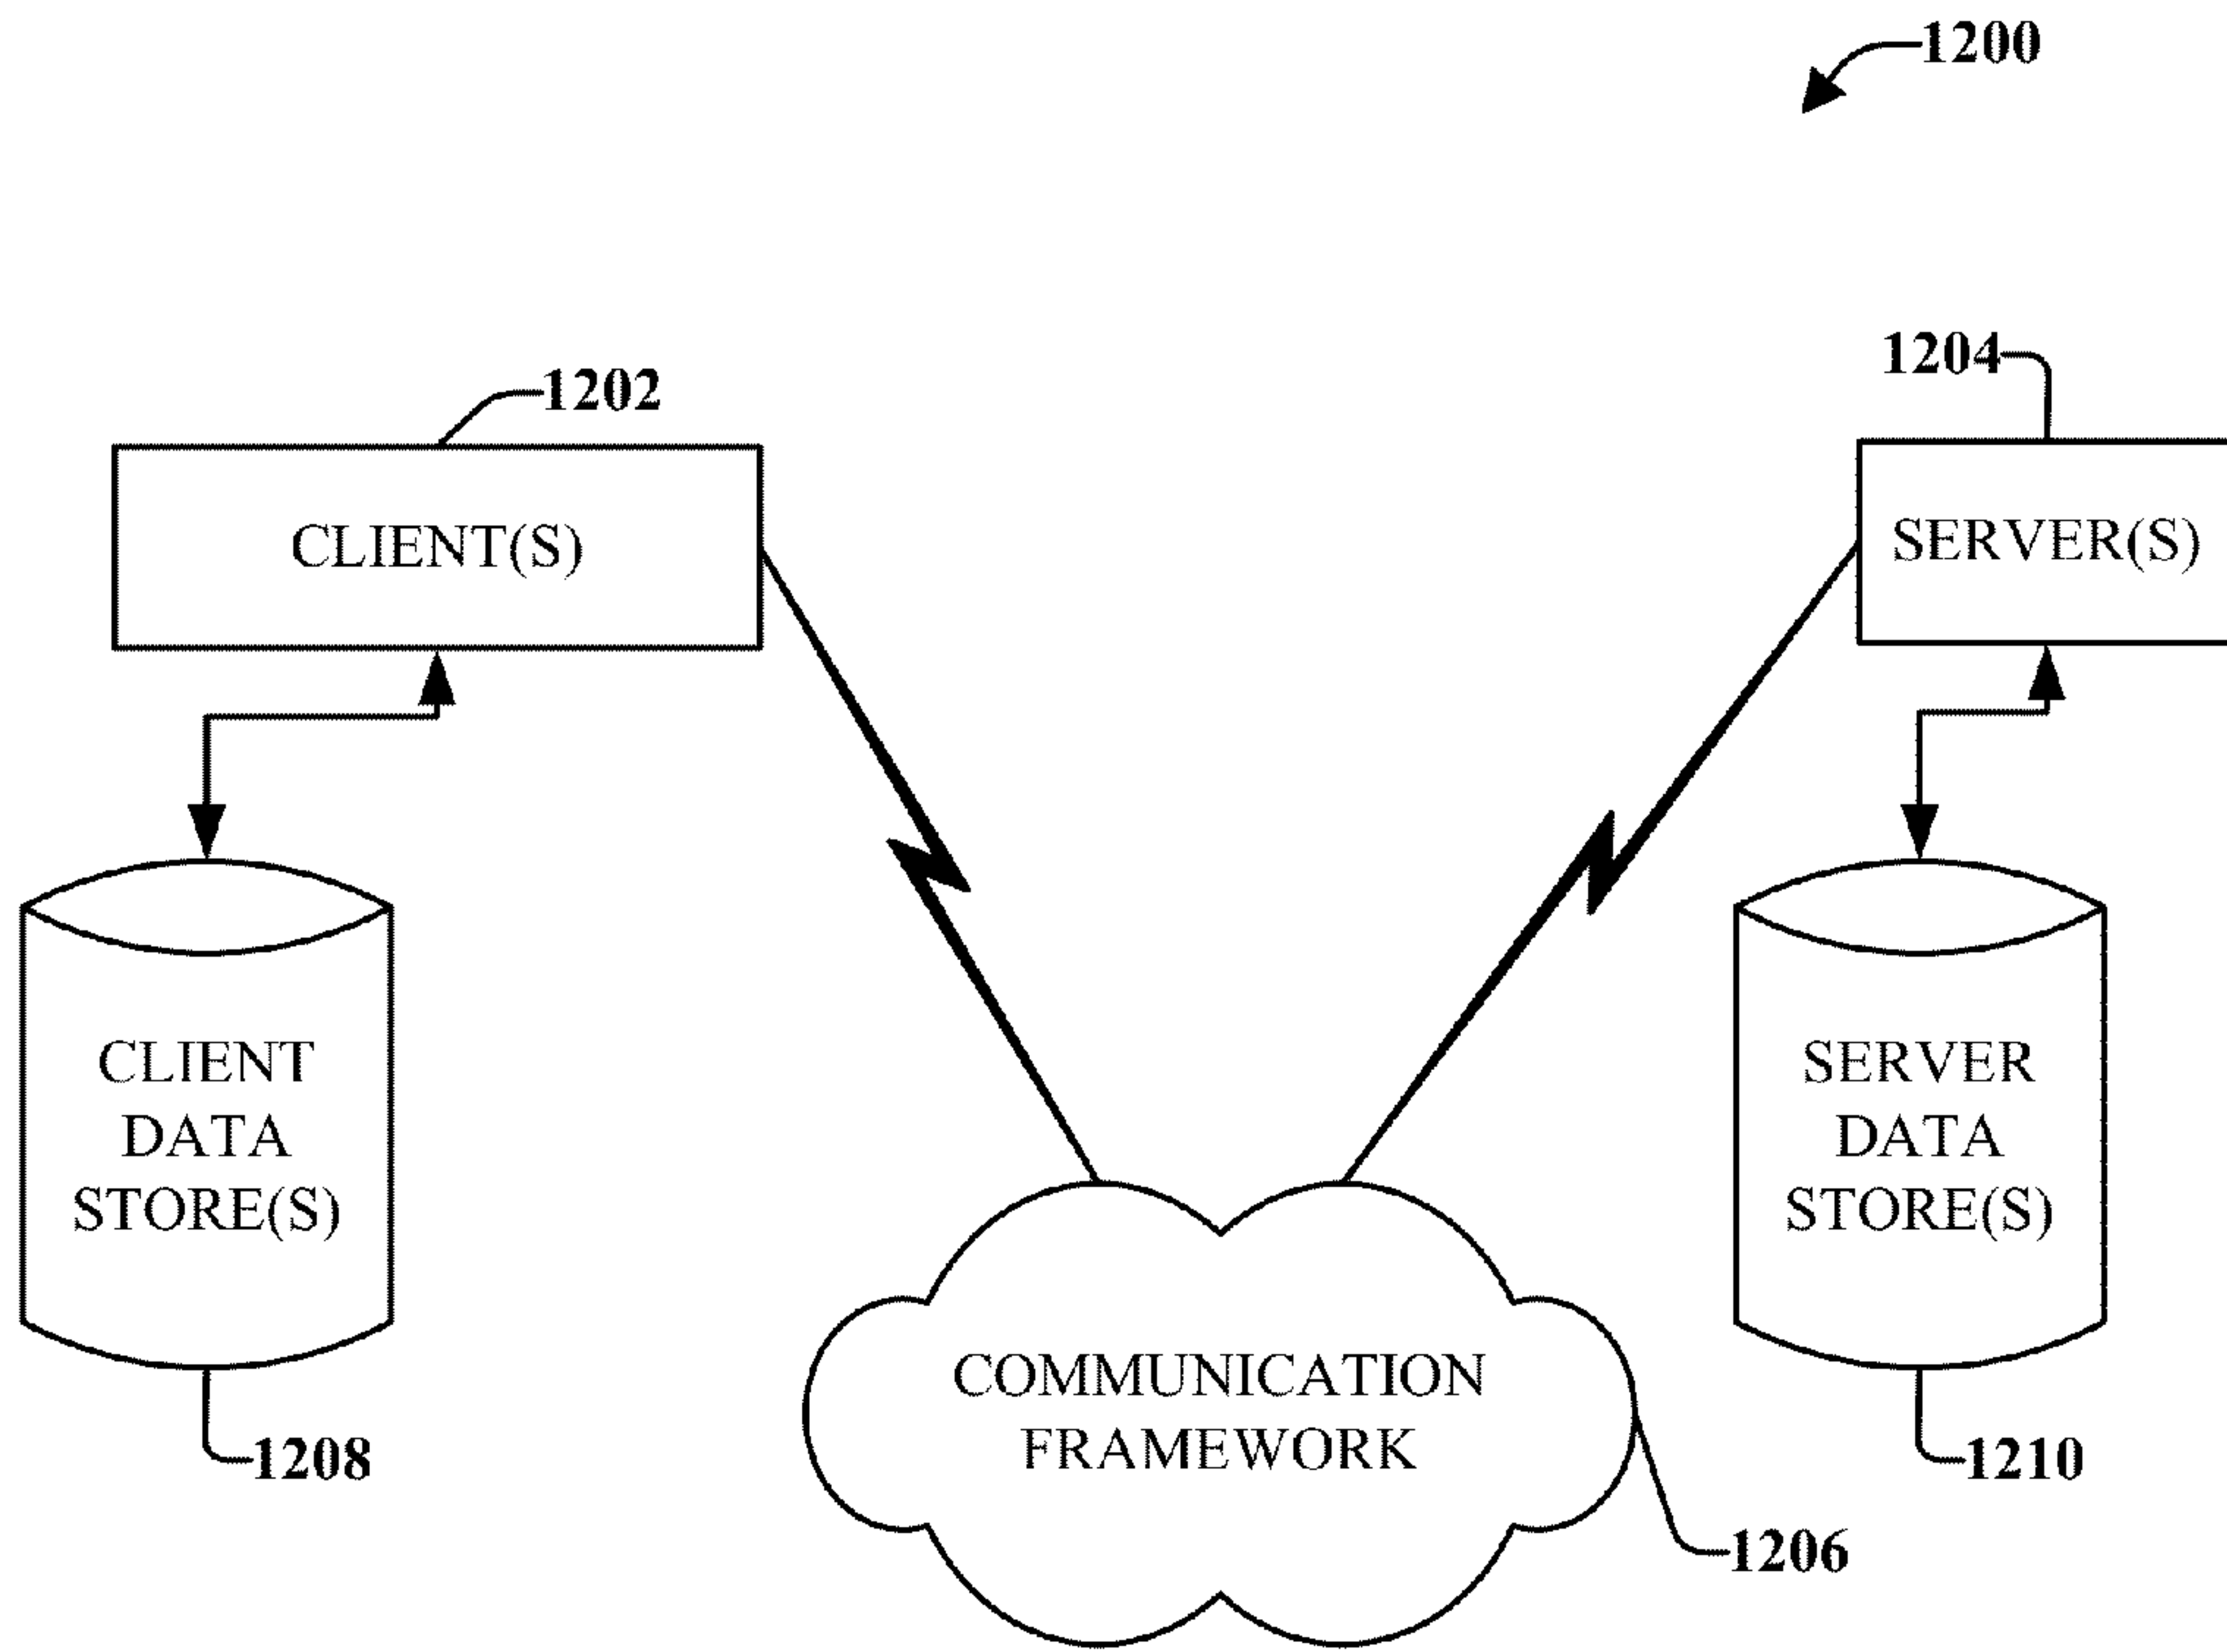 1200
1202
1204
CLIENT(S)
SERVER(S)
CLIENT
DATA
STORE(S)
SERVER
DATA
STORE(S)
COMMUNICATION
FRAMEWORK
1208
1210
1206